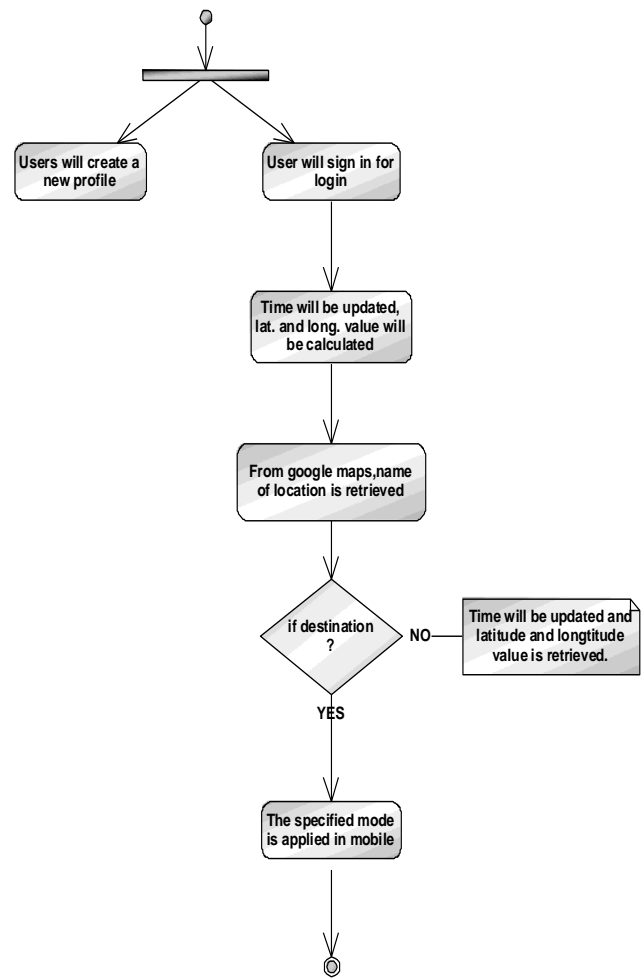 Users will create a
new profile
User will sign in for
login
Time will be updated,
lat. and long. value will
be calculated
From google maps,name
of location is retrieved
if destination
?
NO
Time will be updated and
latitude and longtitude
value is retrieved.
YES
The specified mode
is applied in mobile